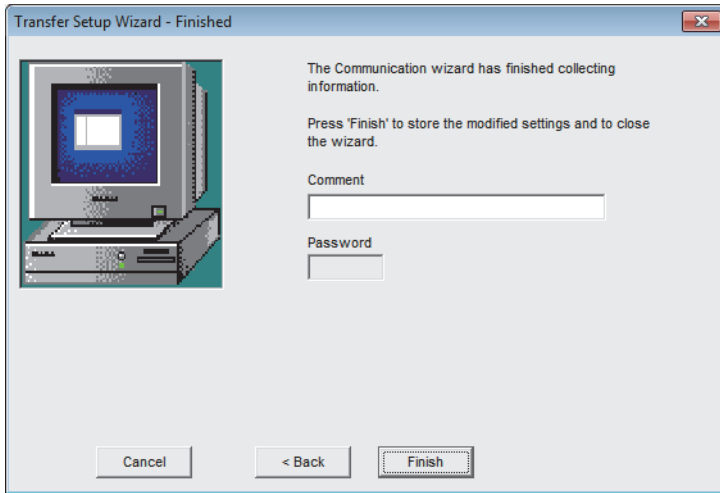 Transfer Setup Wizard - Finished
The Communication wizard has finished collecting
information.
Press 'Finish' to store the modified settings and to close
the wizard.
Comment
Password
Cancel
< Back
Finish